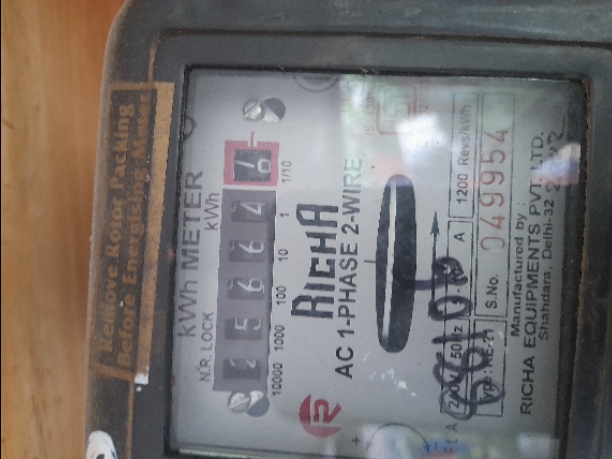 Remove Rotor Packing
Before Energising Meter
kWh METER
N.R. LOCK kWh
5 6 6 4
10000 1000 100 10 1 1/10
RICHA
AC 1-PHASE 2-WIRE
50 Hz A 1200 Revs/kWh
S.No. 049954
Manufactured by :
RICHA EQUIPMENTS PVT. LTD.
Shahdara, Delhi-32